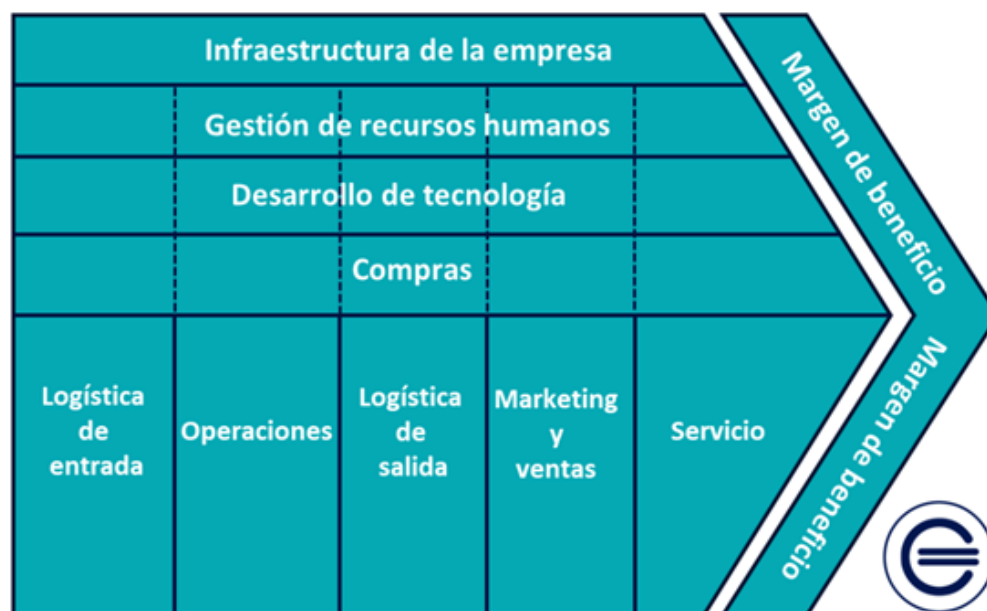 Infraestructura de la empresa
Gestión de recursos humanos
Desarrollo de tecnología
Compras
Logística
de
entrada
Operaciones
Logística
de
salida
Marketing
y
ventas
Servicio
Margen de beneficio
Margen de beneficio